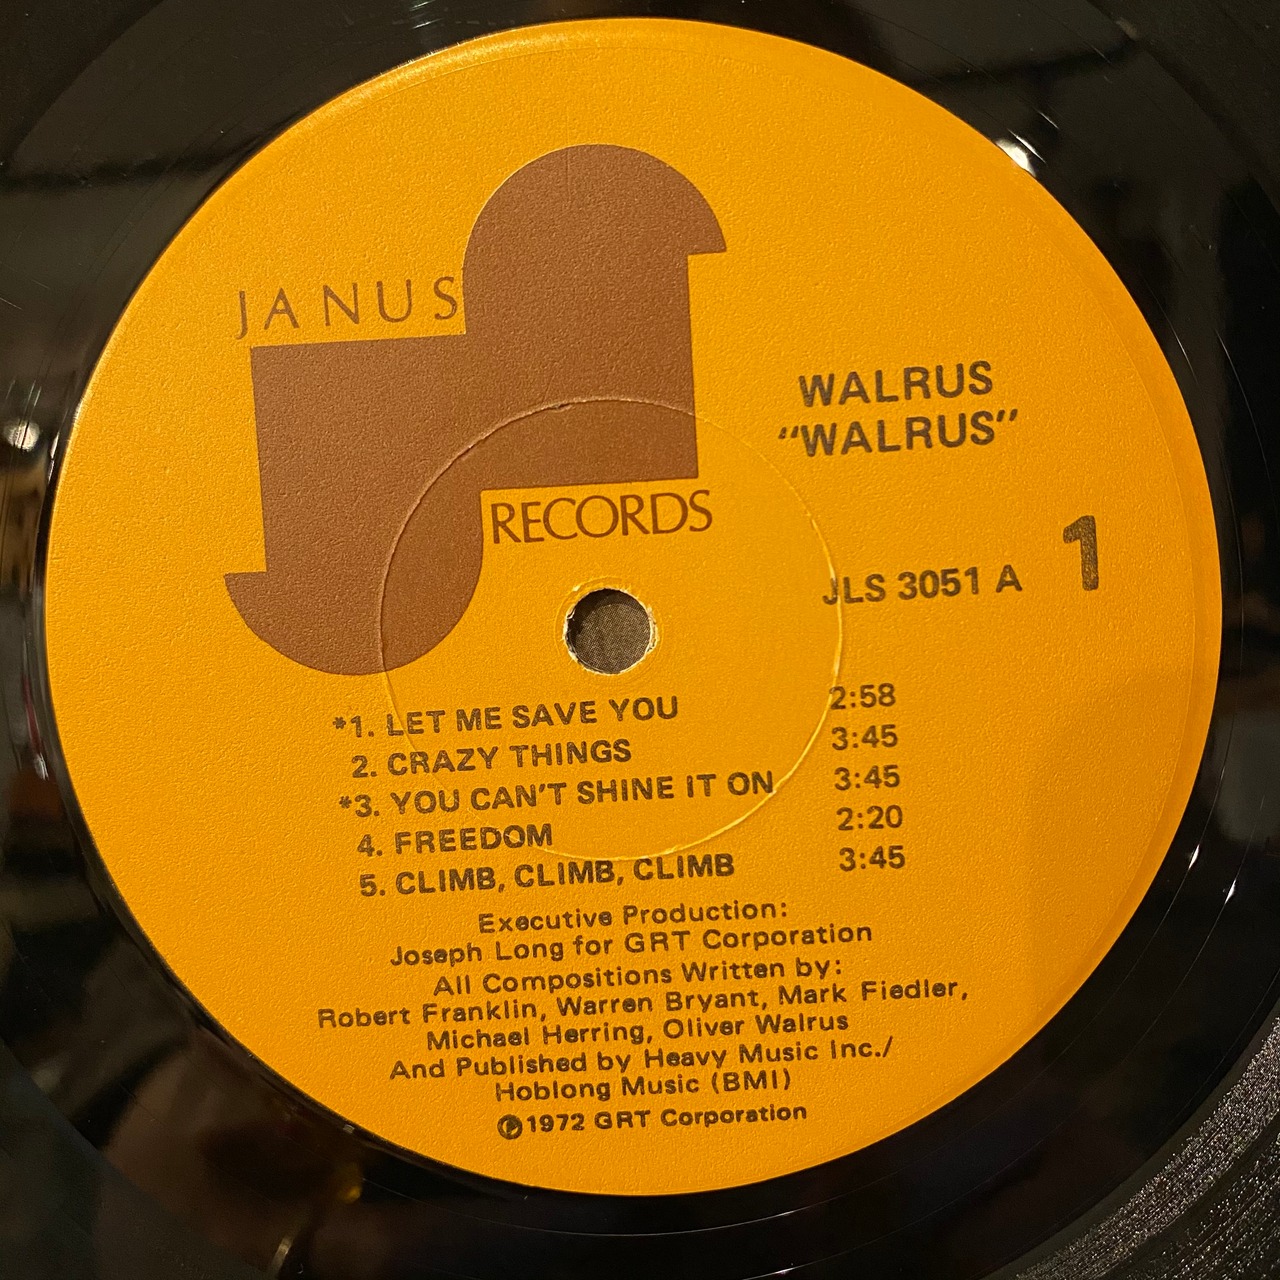 JANUS
RECORDS
WALRUS
“WALRUS”
1
JLS 3051 A
*1. LET ME SAVE YOU 2:58
2. CRAZY THINGS 3:45
*3. YOU CAN'T SHINE IT ON 3:45
4. FREEDOM 2:20
5. CLIMB, CLIMB, CLIMB 3:45
Executive Production:
Joseph Long for GRT Corporation
All Compositions Written by:
Robert Franklin, Warren Bryant, Mark Fiedler,
Michael Herring, Oliver Walrus
And Published by Heavy Music Inc./
Hoblong Music (BMI)
℗1972 GRT Corporation